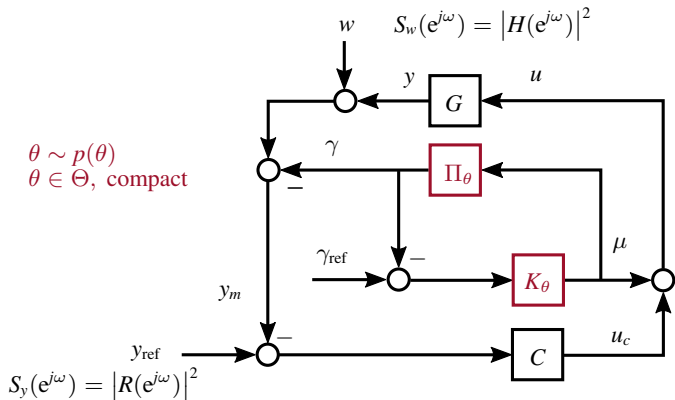 w
S_w(e^{jω}) = |H(e^{jω})|^2
y
G
u
θ ∼ p(θ)
θ ∈ Θ, compact
γ
−
Π_θ
μ
−
γ_ref
K_θ
y_m
−
y_ref
C
u_c
S_y(e^{jω}) = |R(e^{jω})|^2